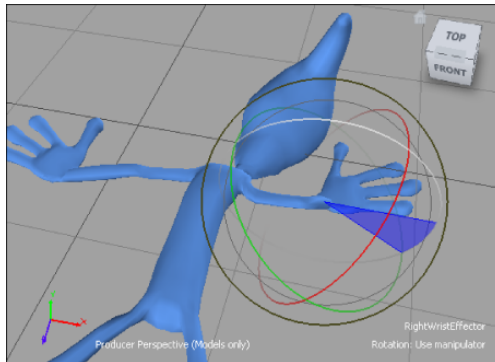 TOP
FRONT
Y
X
RightWristEffector
Producer Perspective (Models only)
Rotation: Use manipulator